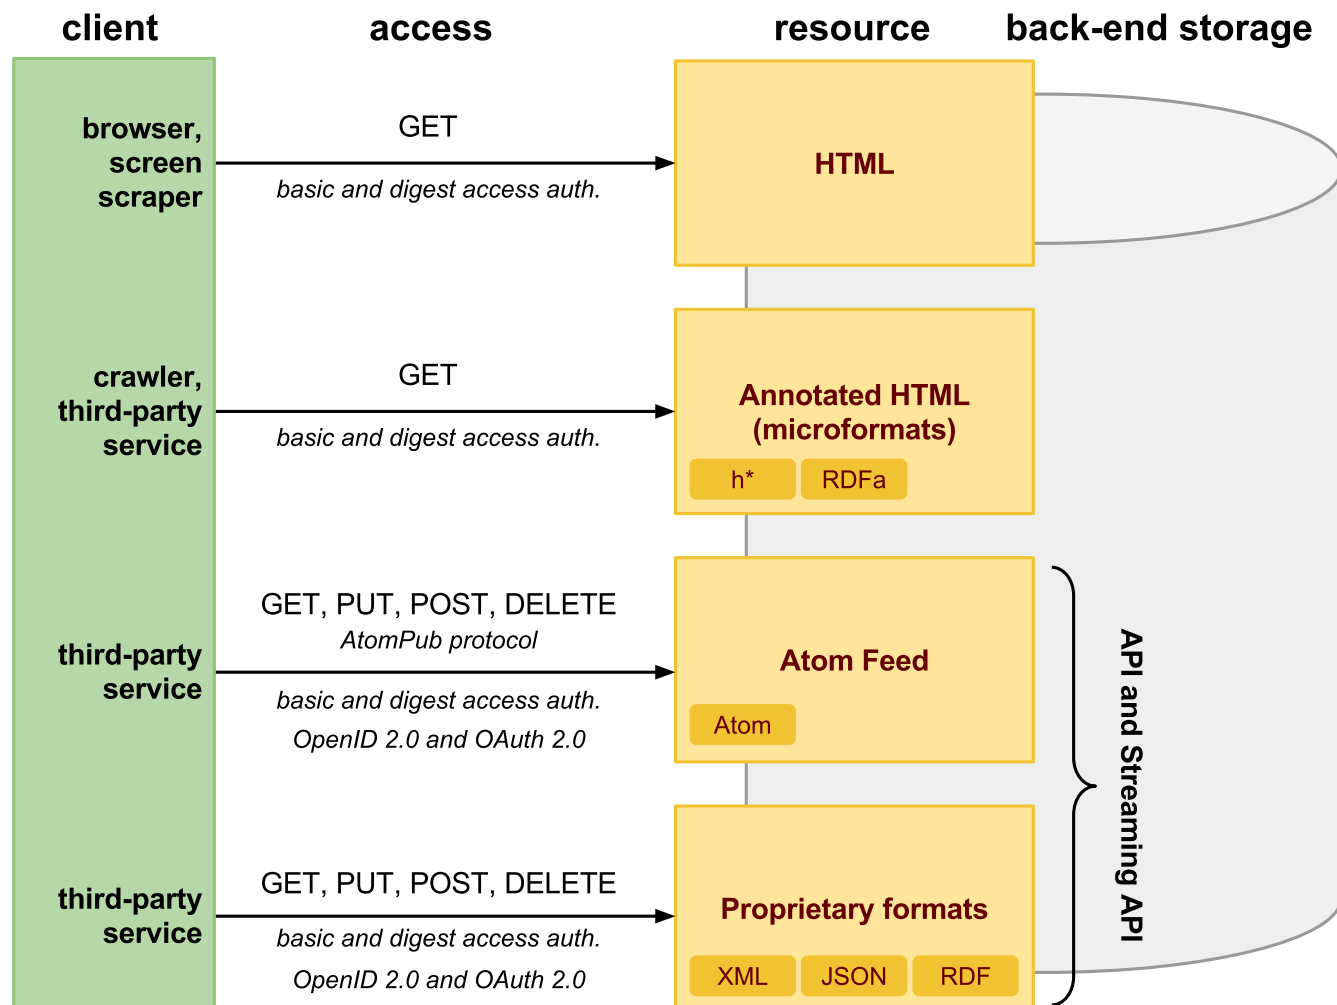 client
access
resource
back-end storage
browser,
screen
scraper
GET
basic and digest access auth.
HTML
crawler,
third-party
service
GET
basic and digest access auth.
Annotated HTML
(microformats)
h*
RDFa
third-party
service
GET, PUT, POST, DELETE
AtomPub protocol
basic and digest access auth.
OpenID 2.0 and OAuth 2.0
Atom Feed
Atom
API and Streaming API
third-party
service
GET, PUT, POST, DELETE
basic and digest access auth.
OpenID 2.0 and OAuth 2.0
Proprietary formats
XML
JSON
RDF